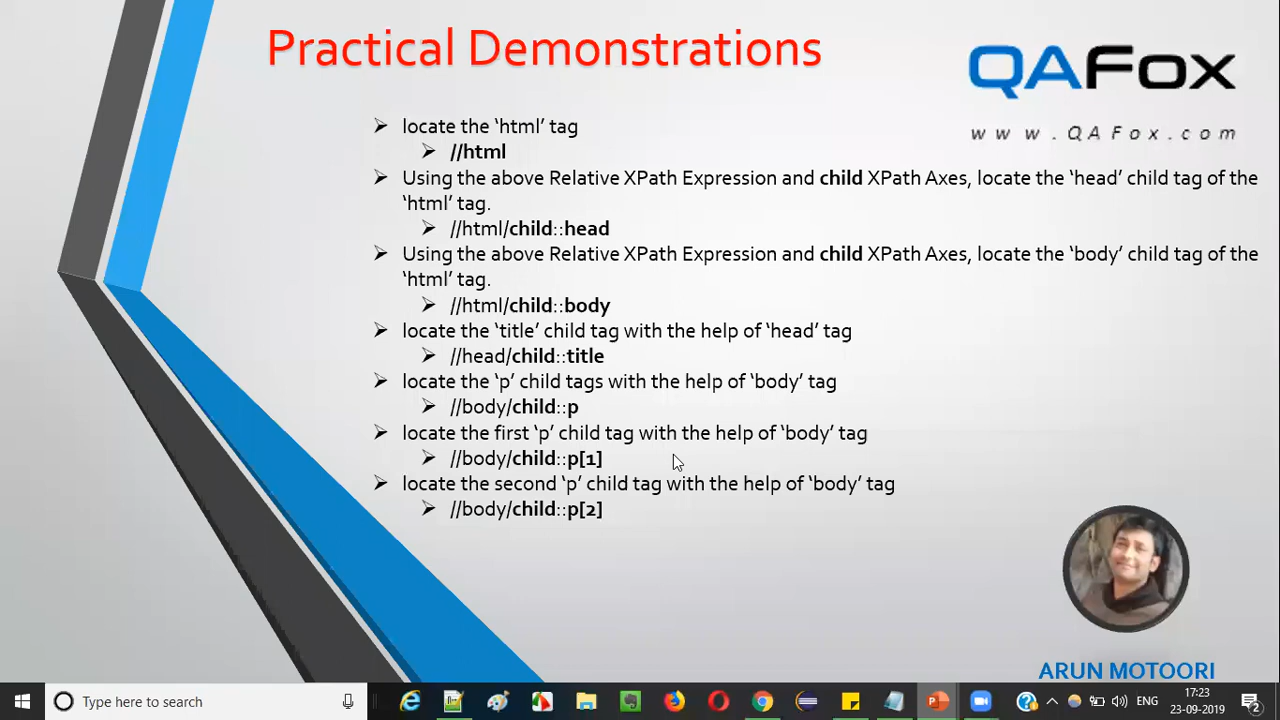 Practical Demonstrations
QAFox
www.QAFox.com
locate the ‘html’ tag
//html
Using the above Relative XPath Expression and child XPath Axes, locate the ‘head’ child tag of the
‘html’ tag.
//html/child::head
Using the above Relative XPath Expression and child XPath Axes, locate the ‘body’ child tag of the
‘html’ tag.
//html/child::body
locate the ‘title’ child tag with the help of ‘head’ tag
//head/child::title
locate the ‘p’ child tags with the help of ‘body’ tag
//body/child::p
locate the first ‘p’ child tag with the help of ‘body’ tag
//body/child::p[1]
locate the second ‘p’ child tag with the help of ‘body’ tag
//body/child::p[2]
ARUN MOTOORI
Type here to search
ENG
17:23
23-09-2019
2